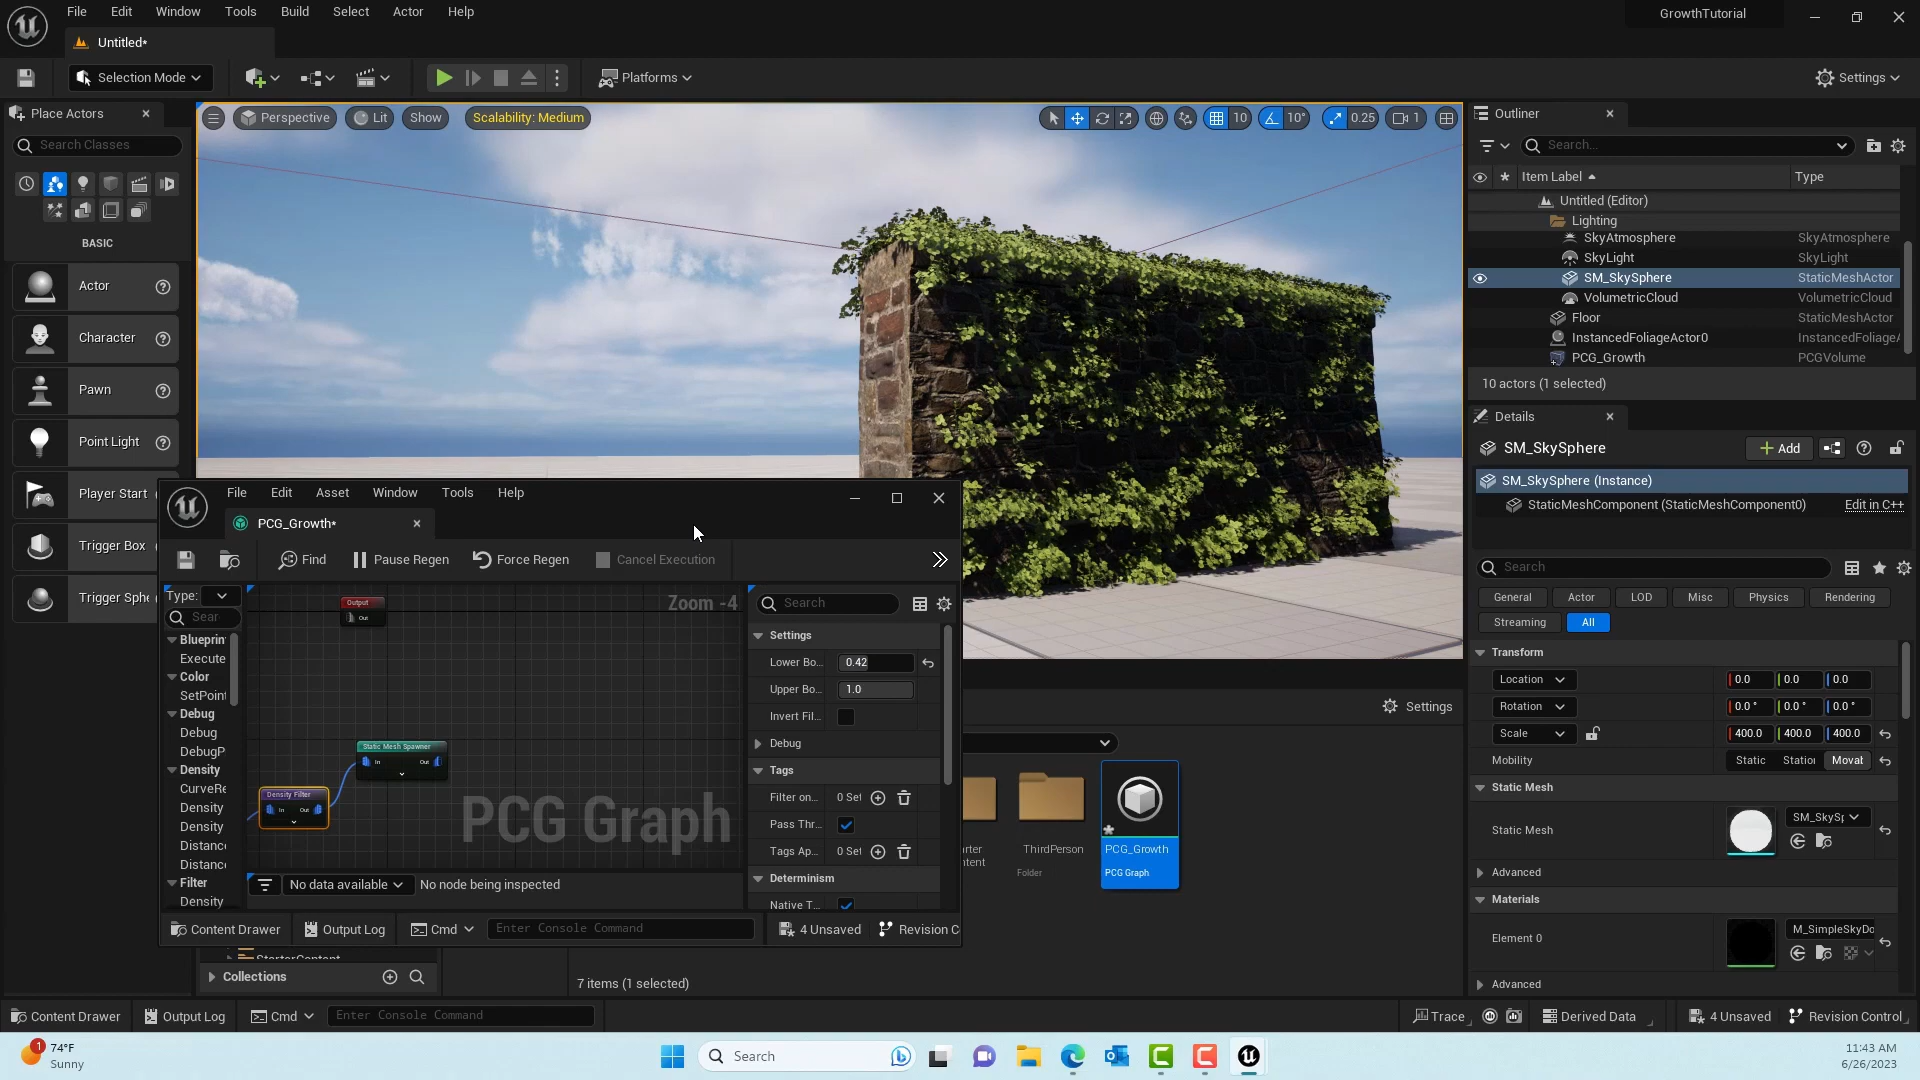 File Edit Window Tools Build Select Actor Help
GrowthTutorial
Untitled*
Selection Mode
Platforms
Settings
Place Actors
Search Classes
BASIC
Actor
Character
Pawn
Point Light
Player Start
Trigger Box
Trigger Sphe
Perspective Lit Show Scalability: Medium
10 10° 0.25 1
Outliner
Search...
Item Label Type
Untitled (Editor)
Lighting
SkyAtmosphere SkyAtmosphere
SkyLight SkyLight
SM_SkySphere StaticMeshActor
VolumetricCloud VolumetricCloud
Floor StaticMeshActor
InstancedFoliageActor0 InstancedFoliageA
PCG_Growth PCGVolume
10 actors (1 selected)
Details
SM_SkySphere
Add
SM_SkySphere (Instance)
StaticMeshComponent (StaticMeshComponent0) Edit in C++
Search
General Actor LOD Misc Physics Rendering
Streaming All
Transform
Location 0.0 0.0 0.0
Rotation 0.0 ° 0.0 ° 0.0 °
Scale 400.0 400.0 400.0
Mobility Static Statior Movat
Static Mesh
Static Mesh SM_SkySp
Advanced
Materials
Element 0 M_SimpleSkyDo
Advanced
File Edit Asset Window Tools Help
PCG_Growth*
Find Pause Regen Force Regen Cancel Execution
Type:
Sear
Blueprin
Execute
Color
SetPoint
Debug
Debug
DebugP
Density
CurveRe
Density
Density
Distanc
Distanc
Filter
Density
Zoom -4
Output
Out
Static Mesh Spawner
In Out
Density Filter
In Out
PCG Graph
No data available No node being inspected
Search
Settings
Lower Bo... 0.42
Upper Bo... 1.0
Invert Fil...
Debug
Tags
Filter on... 0 Set
Pass Thr...
Tags Ap... 0 Set
Determinism
Native T...
Content Drawer Output Log Cmd Enter Console Command 4 Unsaved Revision C
Settings
rter
ntent
ThirdPerson
Folder
PCG_Growth
PCG Graph
StarterContent
Collections
7 items (1 selected)
Content Drawer Output Log Cmd Enter Console Command
Trace Derived Data 4 Unsaved Revision Control
1
74°F
Sunny
Search
11:43 AM
6/26/2023